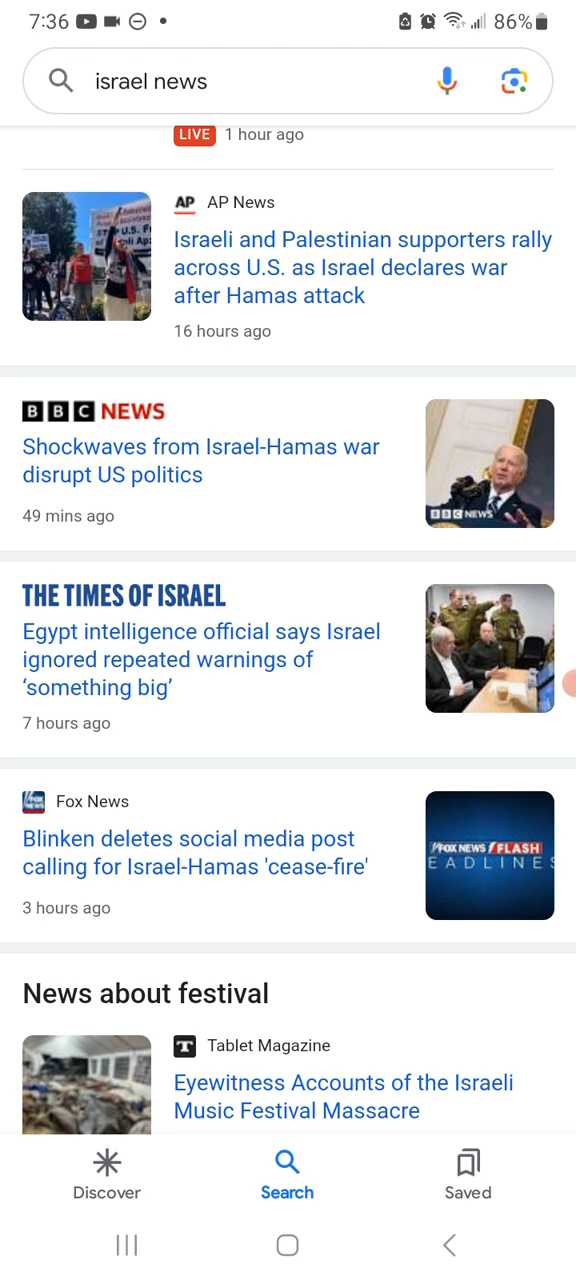 7:36
86%
israel news
LIVE 1 hour ago
AP AP News
Israeli and Palestinian supporters rally
across U.S. as Israel declares war
after Hamas attack
16 hours ago
BBC NEWS
Shockwaves from Israel-Hamas war
disrupt US politics
49 mins ago
BBC NEWS
THE TIMES OF ISRAEL
Egypt intelligence official says Israel
ignored repeated warnings of
‘something big’
7 hours ago
FOX NEWS Fox News
Blinken deletes social media post
calling for Israel-Hamas 'cease-fire'
3 hours ago
FOX NEWS FLASH
EADLINES
News about festival
T Tablet Magazine
Eyewitness Accounts of the Israeli
Music Festival Massacre
Discover
Search
Saved